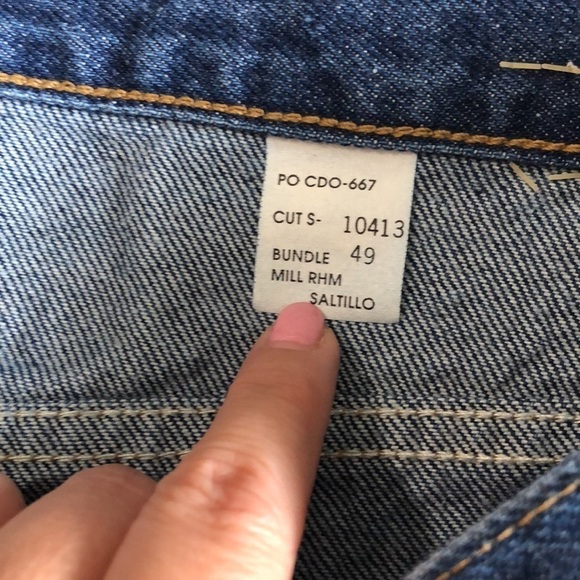 PO CDO-667
CUT S- 10413
BUNDLE 49
MILL RHM
SALTILLO